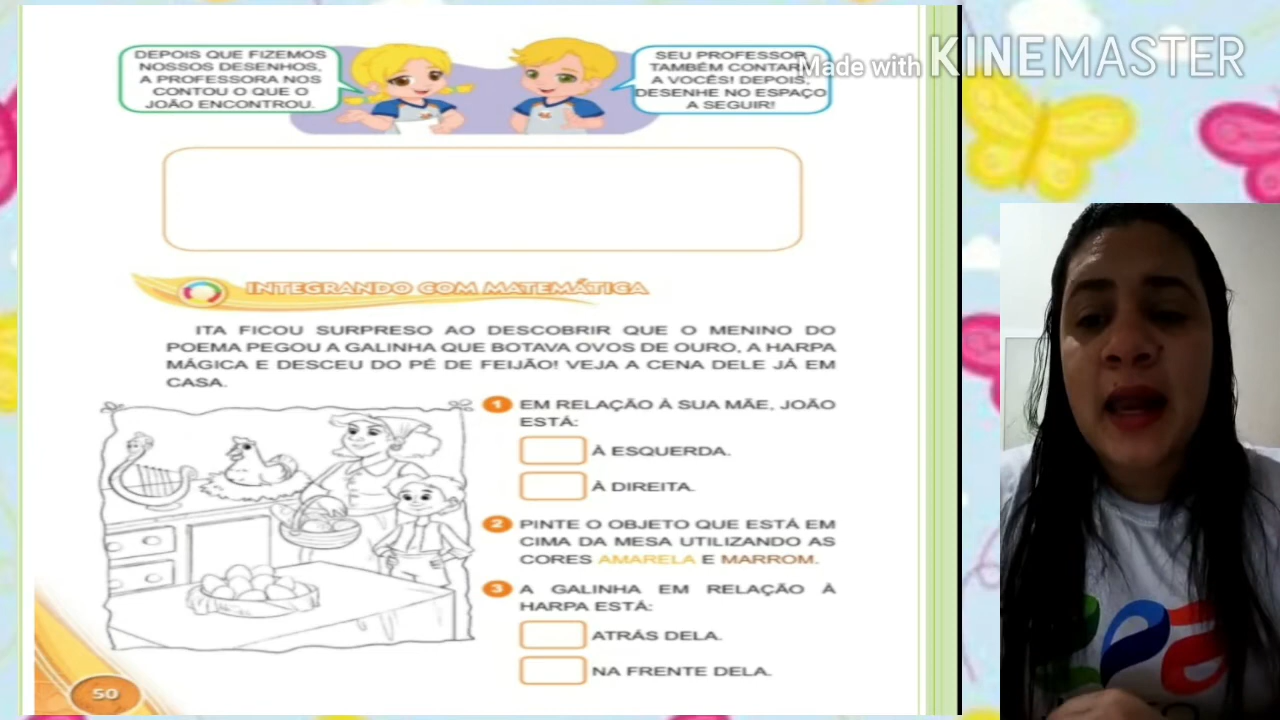 DEPOIS QUE FIZEMOS
NOSSOS DESENHOS,
A PROFESSORA NOS
CONTOU O QUE O
JOÃO ENCONTROU.
SEU PROFESSOR
TAMBÉM CONTARÁ
A VOCÊS! DEPOIS,
DESENHE NO ESPAÇO
A SEGUIR!
Made with KINEMASTER
INTEGRANDO COM MATEMÁTICA
ITA FICOU SURPRESO AO DESCOBRIR QUE O MENINO DO
POEMA PEGOU A GALINHA QUE BOTAVA OVOS DE OURO, A HARPA
MÁGICA E DESCEU DO PÉ DE FEIJÃO! VEJA A CENA DELE JÁ EM
CASA.
1 EM RELAÇÃO À SUA MÃE, JOÃO
ESTÁ:
À ESQUERDA.
À DIREITA.
2 PINTE O OBJETO QUE ESTÁ EM
CIMA DA MESA UTILIZANDO AS
CORES AMARELA E MARROM.
3 A GALINHA EM RELAÇÃO À
HARPA ESTÁ:
ATRÁS DELA.
NA FRENTE DELA.
50